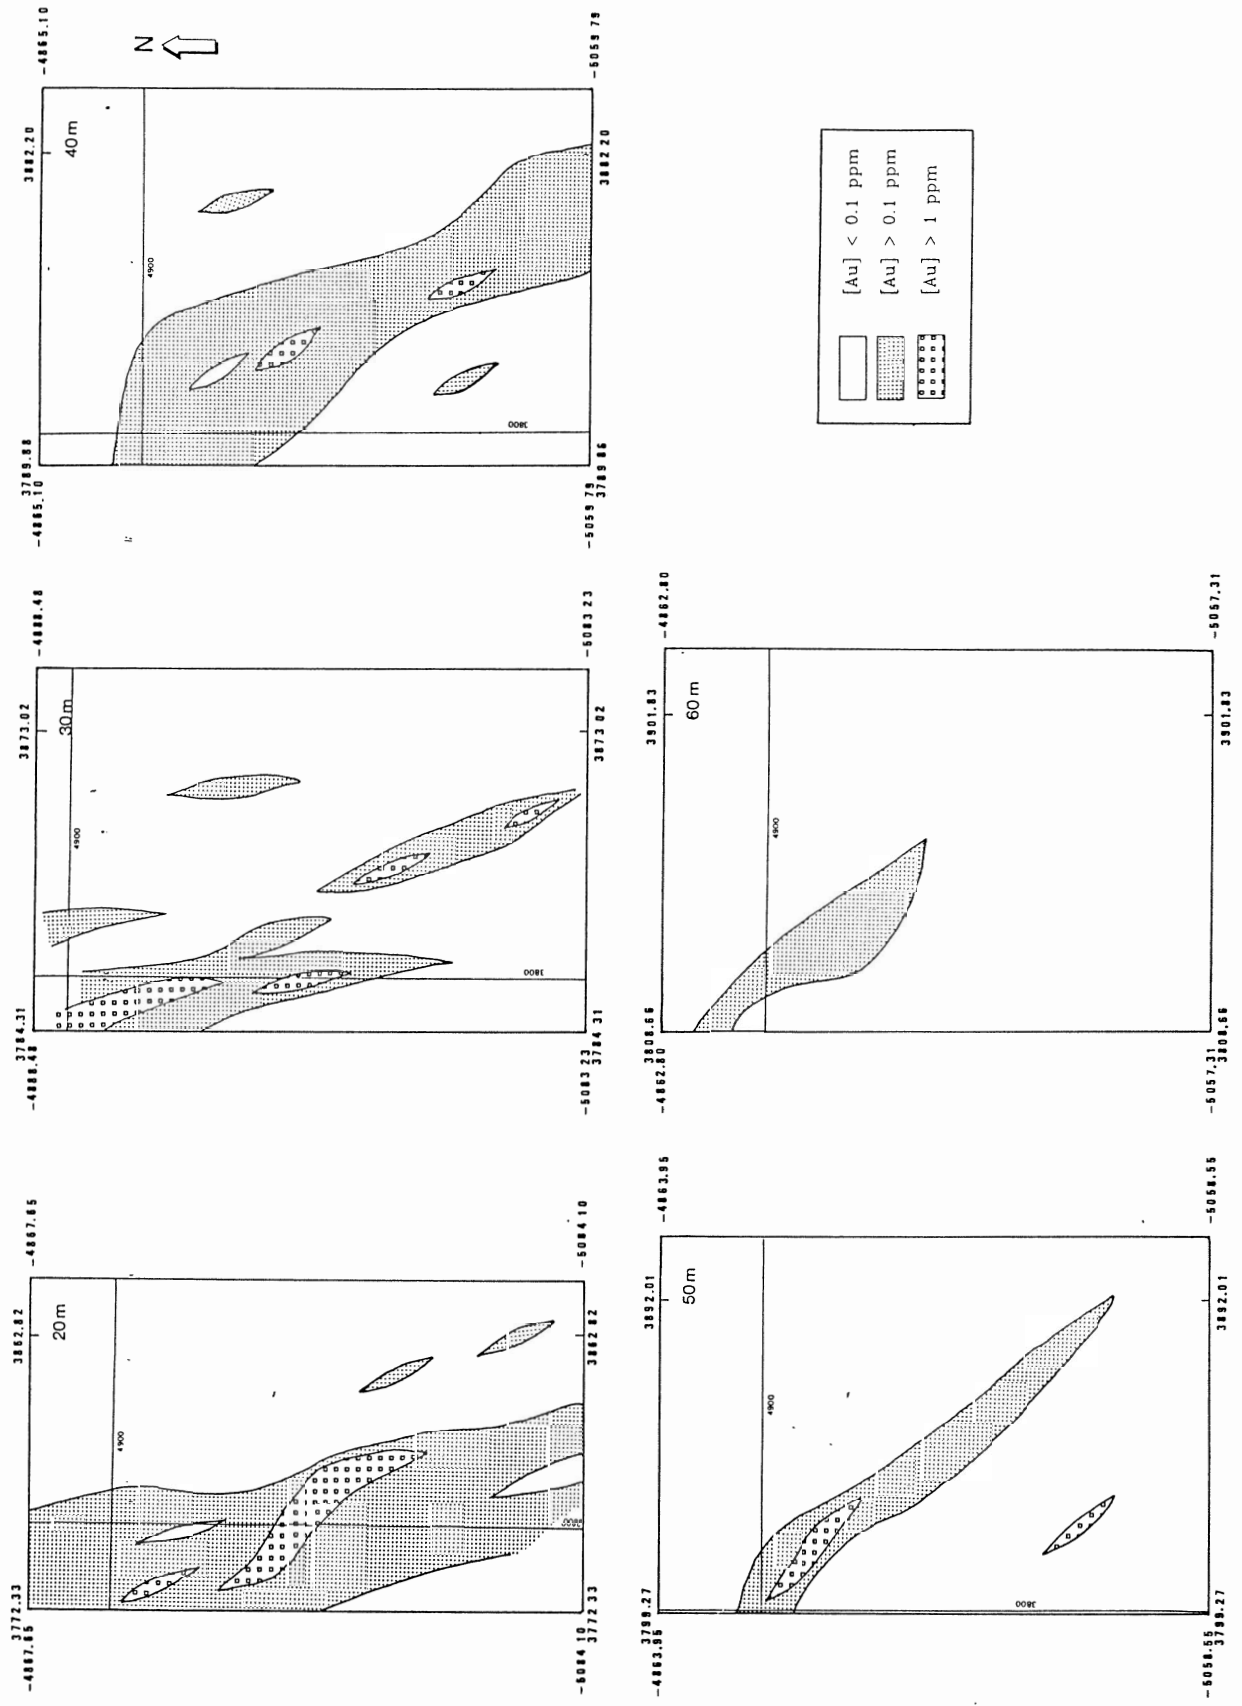 3772.33 3862.82
-4867.65 -4867.65
20m
4900
3800
-5084 10 -5084 10
3772 33 3862 82
3784.31 3873.02
-4888.48 -4888.48
30m
4900
3800
-5083 23 -5083 23
3784 31 3873 02
3789.88 3882.20
-4865.10 -4865.10
N
40m
4900
3800
-5059 79 -5059 79
3789 86 3882 20
3799.27 3892.01
-4863.95 -4863.95
50m
4900
3800
-5058.55 -5058.55
3799.27 3892.01
3808.66 3901.83
-4862.80 -4862.80
60m
4900
-5057.31 -5057.31
3808.66 3901.83
[Au] < 0.1 ppm
[Au] > 0.1 ppm
[Au] > 1 ppm